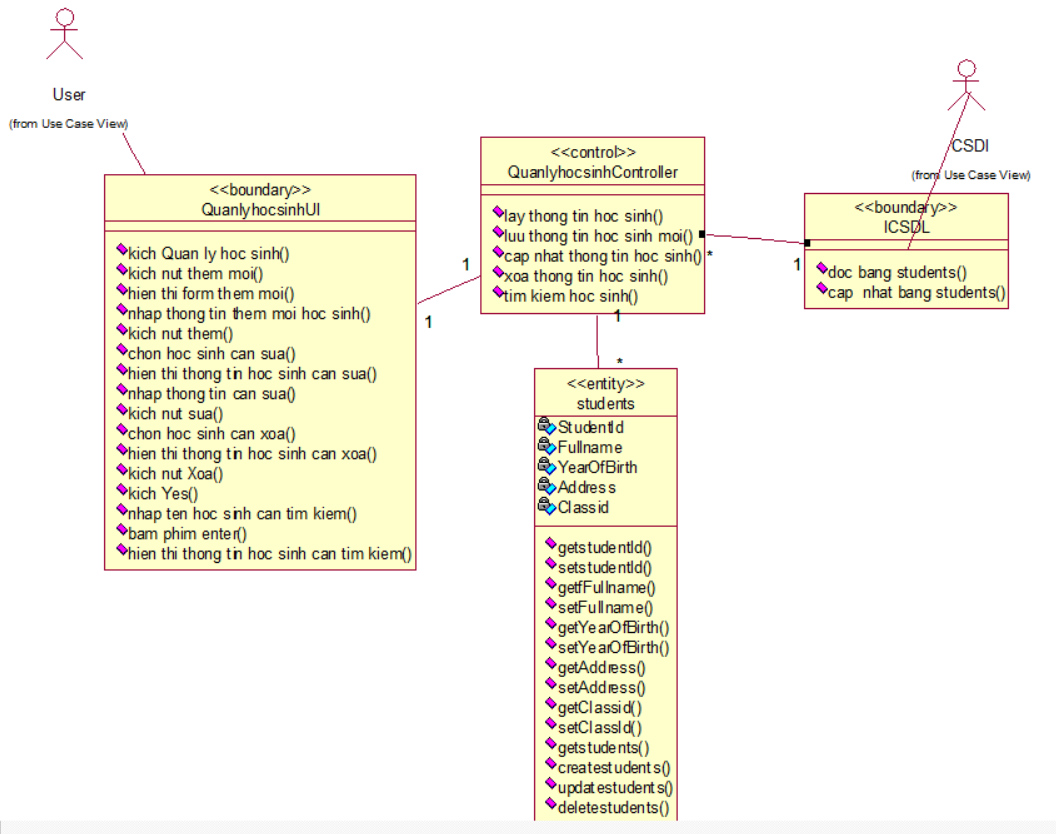 User
(from Use Case View)
<<boundary>>
QuanlyhocsinhUI
kich Quan ly hoc sinh()
kich nut them moi()
hien thi form them moi()
nhap thong tin them moi hoc sinh()
kich nut them()
chon hoc sinh can sua()
hien thi thong tin hoc sinh can sua()
nhap thong tin can sua()
kich nut sua()
chon hoc sinh can xoa()
hien thi thong tin hoc sinh can xoa()
kich nut Xoa()
kich Yes()
nhap ten hoc sinh can tim kiem()
bam phim enter()
hien thi thong tin hoc sinh can tim kiem()
1
1
<<control>>
QuanlyhocsinhController
lay thong tin hoc sinh()
luu thong tin hoc sinh moi()
cap nhat thong tin hoc sinh()
xoa thong tin hoc sinh()
tim kiem hoc sinh()
*
1
1
*
CSDl
(from Use Case View)
<<boundary>>
ICSDL
doc bang students()
cap nhat bang students()
<<entity>>
students
StudentId
Fullname
YearOfBirth
Address
Classid
getstudentId()
setstudentId()
getfFullname()
setFullname()
getYearOfBirth()
setYearOfBirth()
getAddress()
setAddress()
getClassid()
setClassId()
getstudents()
createstudents()
updatestudents()
deletestudents()